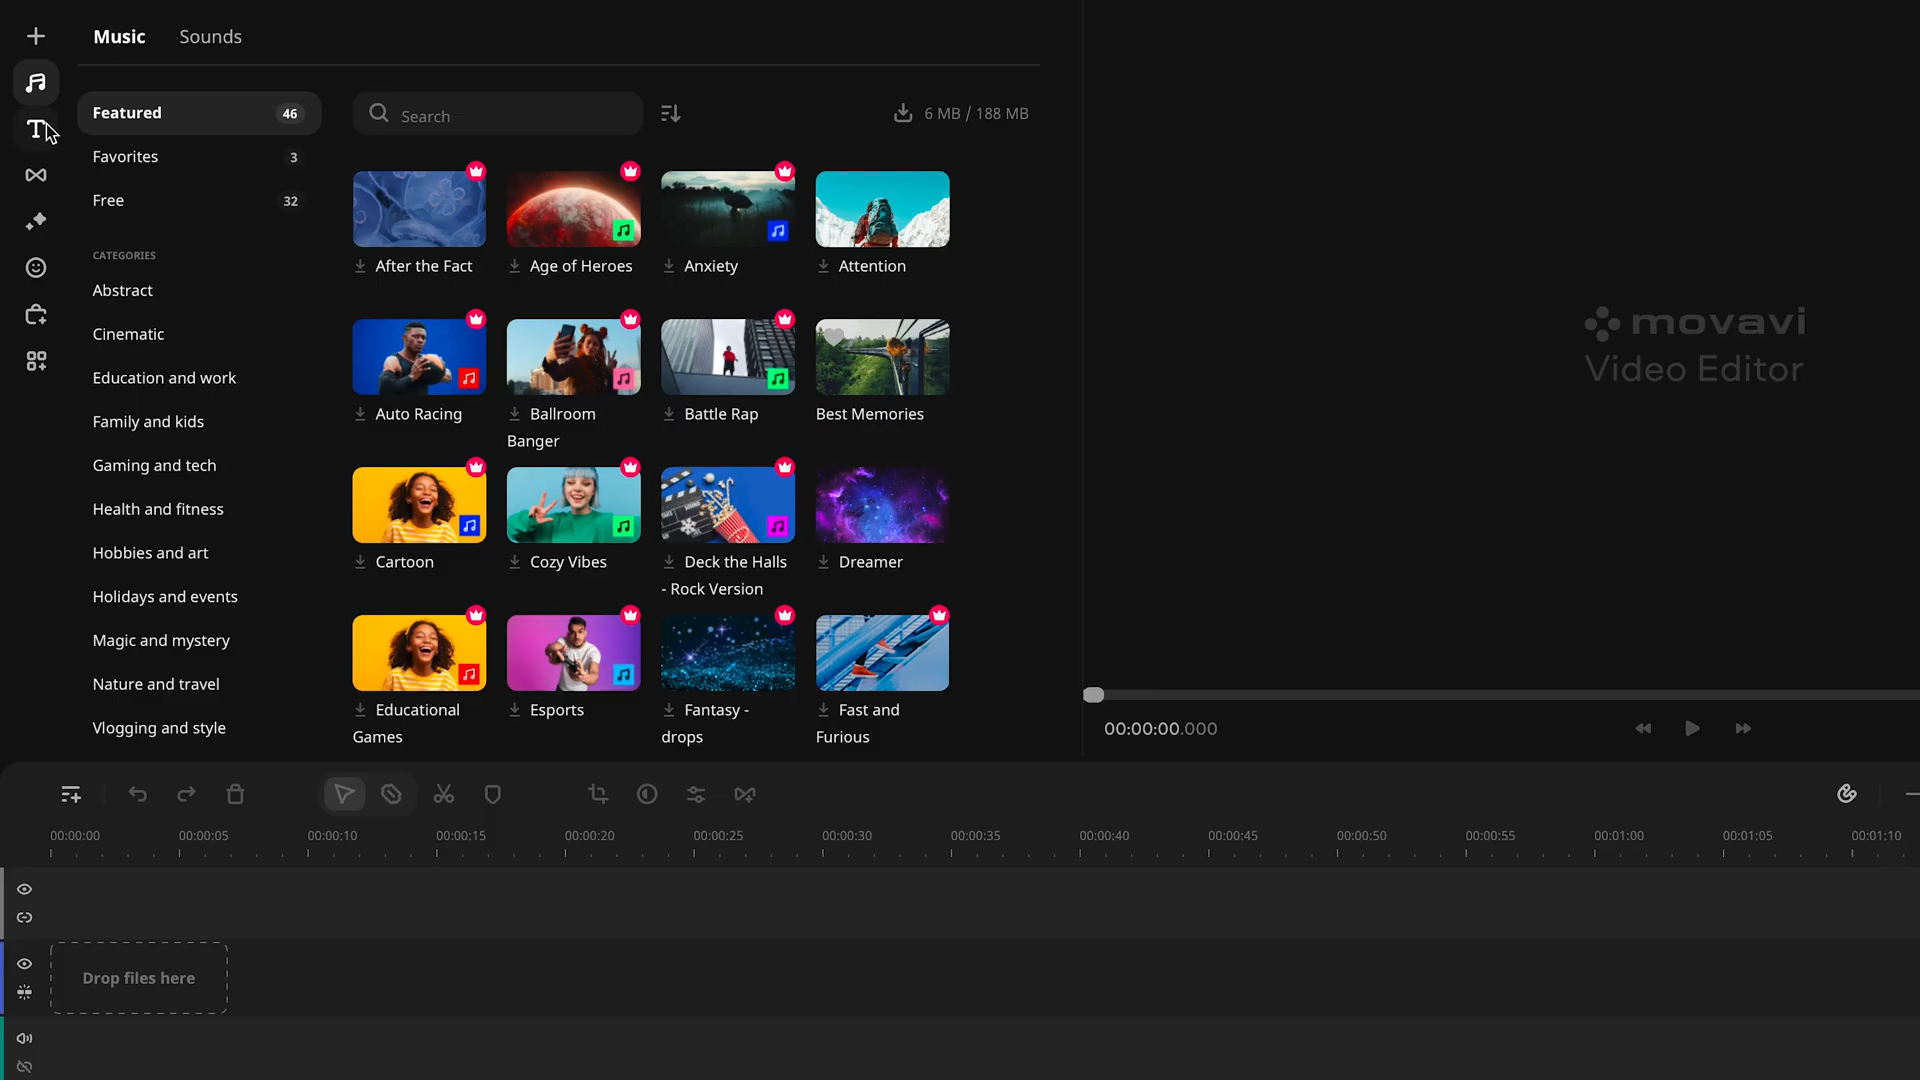 Music
Sounds
Featured
46
Search
6 MB / 188 MB
Favorites
3
Free
32
CATEGORIES
Abstract
Cinematic
Education and work
Family and kids
Gaming and tech
Health and fitness
Hobbies and art
Holidays and events
Magic and mystery
Nature and travel
Vlogging and style
After the Fact
Age of Heroes
Anxiety
Attention
Auto Racing
Ballroom
Banger
Battle Rap
Best Memories
Cartoon
Cozy Vibes
Deck the Halls
- Rock Version
Dreamer
Educational
Games
Esports
Fantasy -
drops
Fast and
Furious
movavi
Video Editor
00:00:00.000
00:00:00
00:00:05
00:00:10
00:00:15
00:00:20
00:00:25
00:00:30
00:00:35
00:00:40
00:00:45
00:00:50
00:00:55
00:01:00
00:01:05
00:01:10
Drop files here